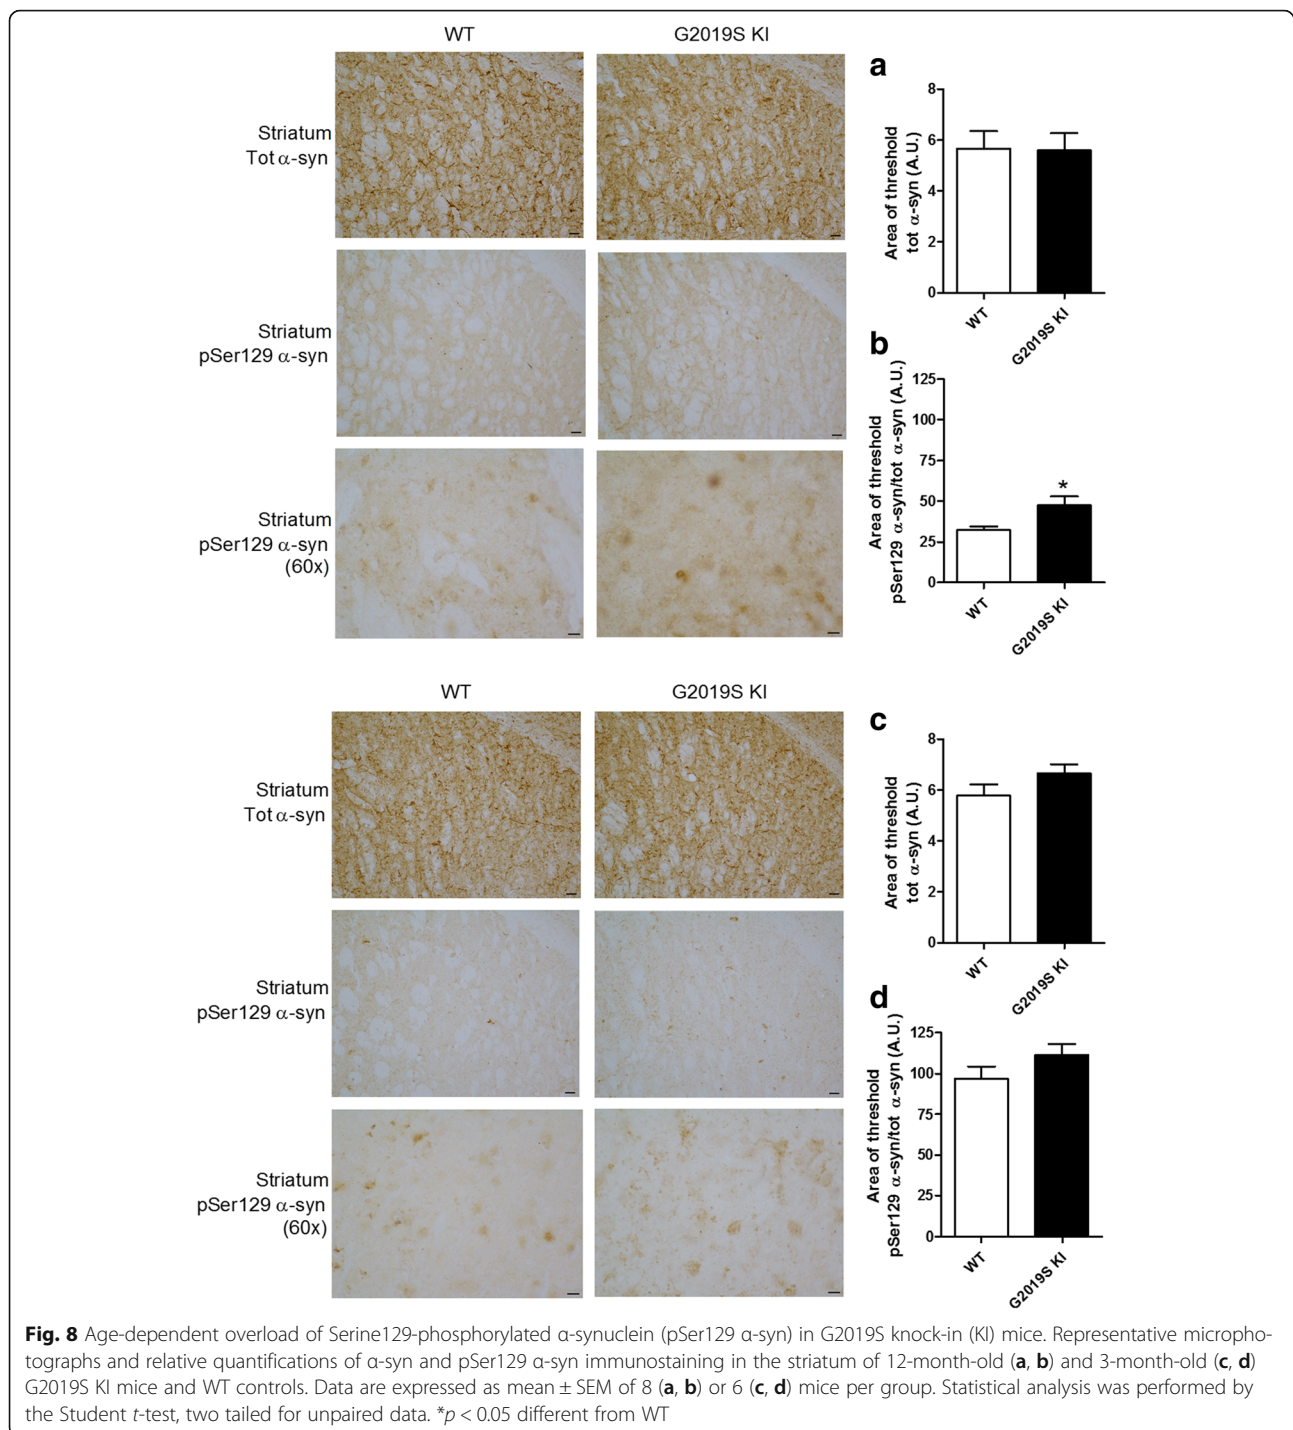 WT
G2019S KI
Striatum
Tot α-syn
Striatum
pSer129 α-syn
Striatum
pSer129 α-syn
(60x)
a
Area of threshold
tot α-syn (A.U.)
8
6
4
2
0
WT
G2019S KI
b
Area of threshold
pSer129 α-syn/tot α-syn (A.U.)
125
100
75
50
25
0
*
WT
G2019S KI
WT
G2019S KI
Striatum
Tot α-syn
Striatum
pSer129 α-syn
Striatum
pSer129 α-syn
(60x)
c
Area of threshold
tot α-syn (A.U.)
8
6
4
2
0
WT
G2019S KI
d
Area of threshold
pSer129 α-syn/tot α-syn (A.U.)
125
100
75
50
25
0
WT
G2019S KI
Fig. 8 Age-dependent overload of Serine129-phosphorylated α-synuclein (pSer129 α-syn) in G2019S knock-in (KI) mice. Representative micropho-
tographs and relative quantifications of α-syn and pSer129 α-syn immunostaining in the striatum of 12-month-old (a, b) and 3-month-old (c, d)
G2019S KI mice and WT controls. Data are expressed as mean ± SEM of 8 (a, b) or 6 (c, d) mice per group. Statistical analysis was performed by
the Student t-test, two tailed for unpaired data. *p < 0.05 different from WT